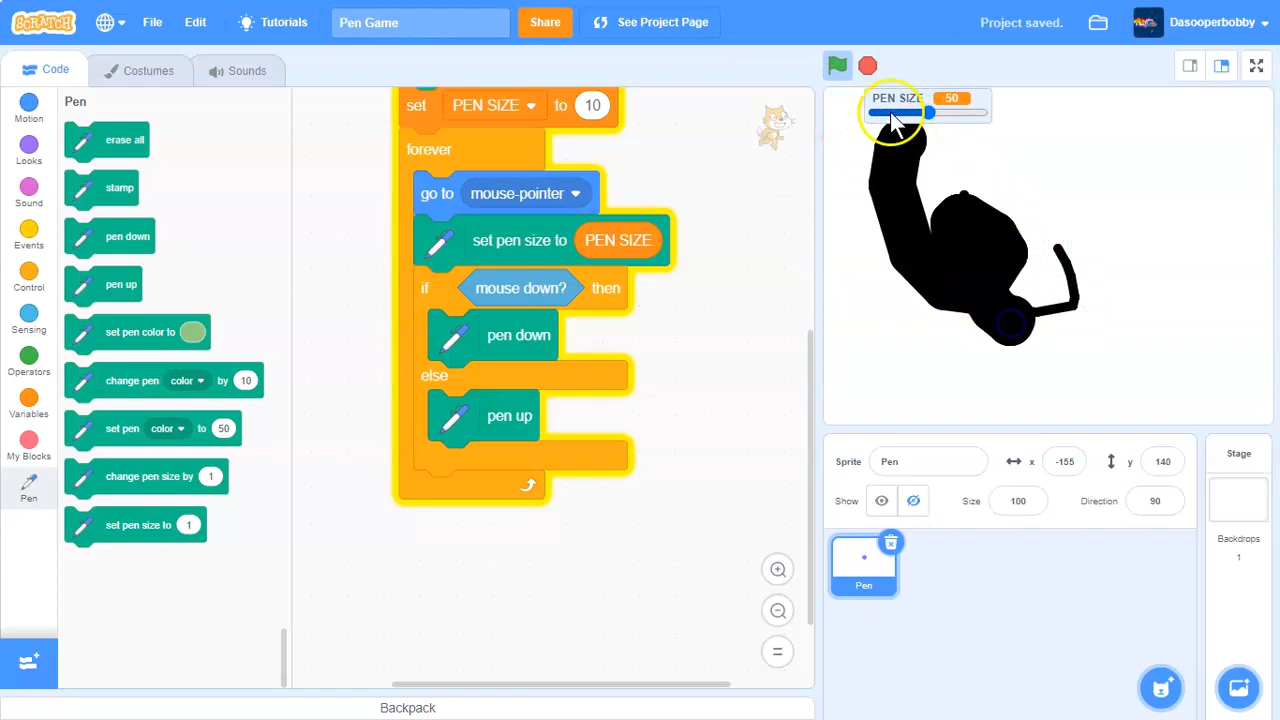 SCRATCH File Edit Tutorials Pen Game Share See Project Page Project saved. Dasooperbobby
Code Costumes Sounds
Motion
Looks
Sound
Events
Control
Sensing
Operators
Variables
My Blocks
Pen
Pen
erase all
stamp
pen down
pen up
set pen color to
change pen color by 10
set pen color to 50
change pen size by 1
set pen size to 1
set PEN SIZE to 10
forever
go to mouse-pointer
set pen size to PEN SIZE
if mouse down? then
pen down
else
pen up
PEN SIZE 50
Sprite Pen x -155 y 140
Show Size 100 Direction 90
Pen
Stage
Backdrops
1
Backpack